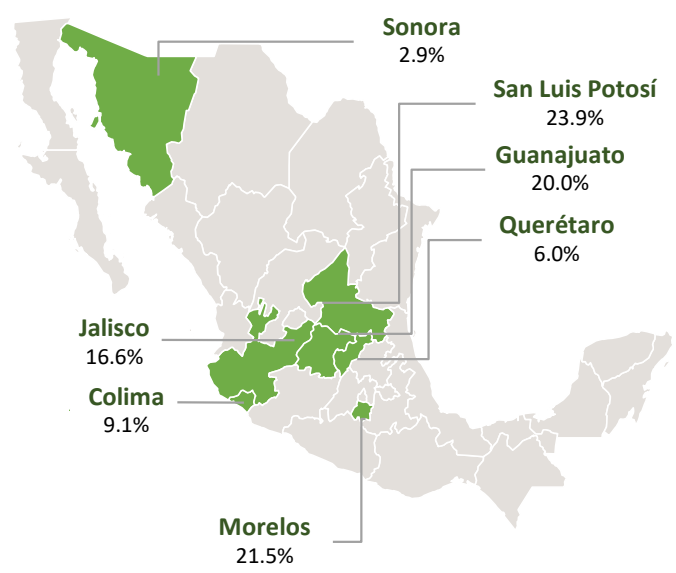 Sonora
2.9%
San Luis Potosí
23.9%
Guanajuato
20.0%
Querétaro
6.0%
Jalisco
16.6%
Colima
9.1%
Morelos
21.5%